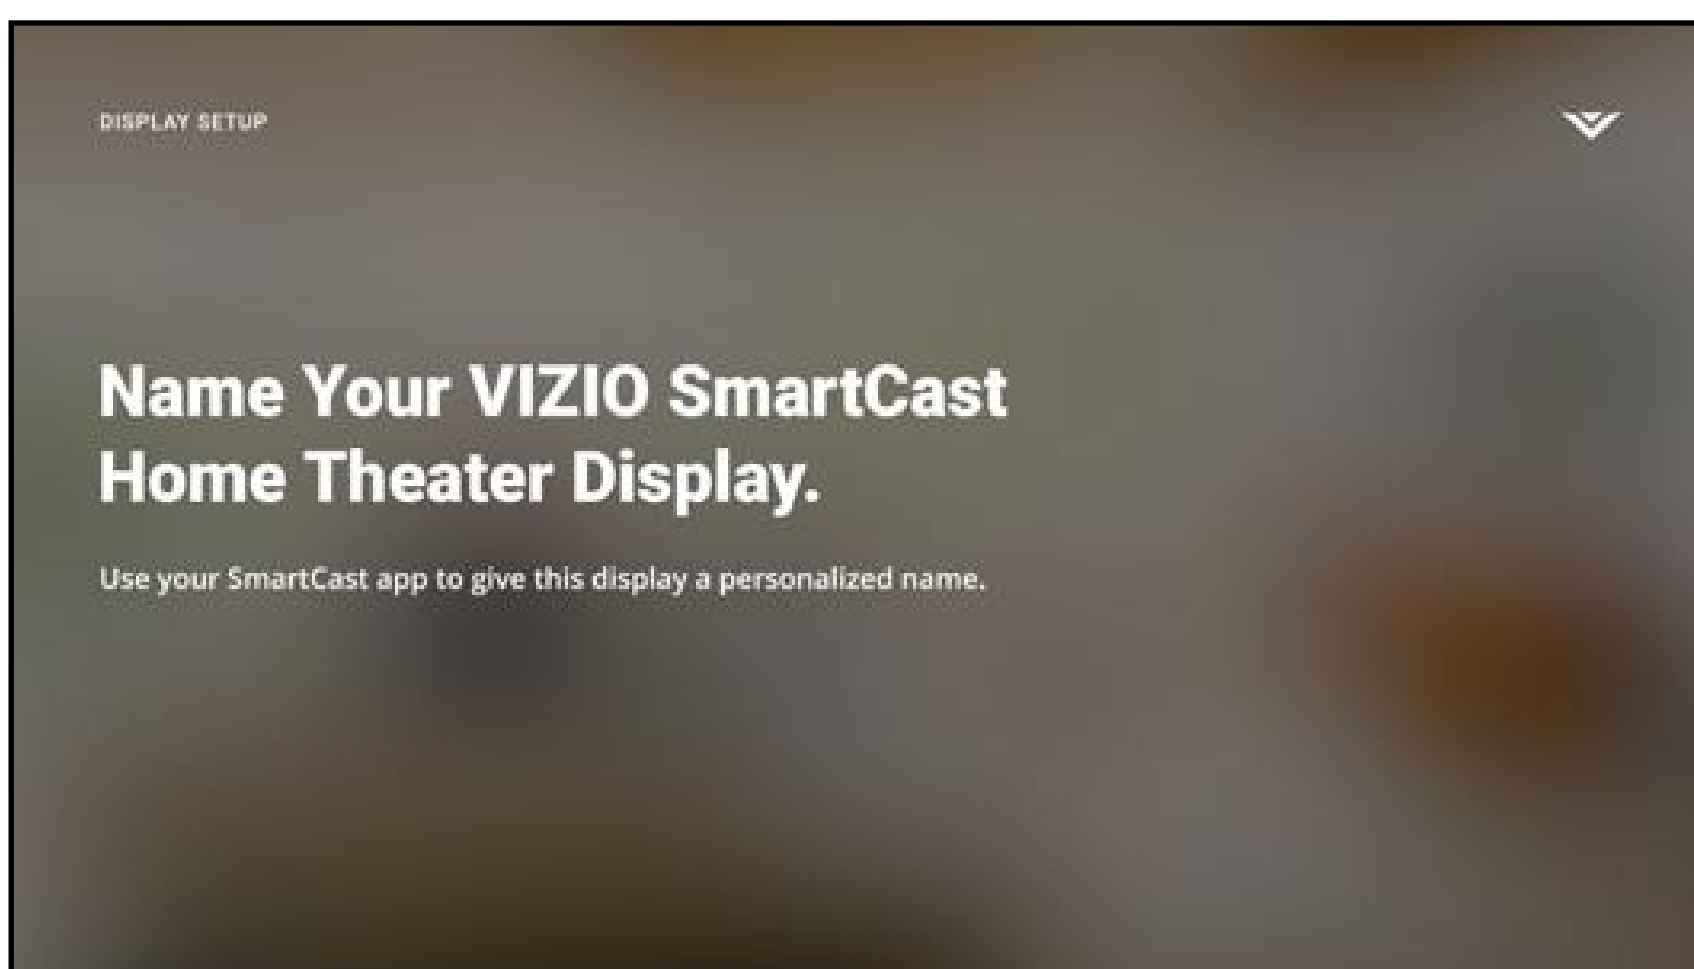 DISPLAY SETUP
Name Your VIZIO SmartCast
Home Theater Display.
Use your SmartCast app to give this display a personalized name.